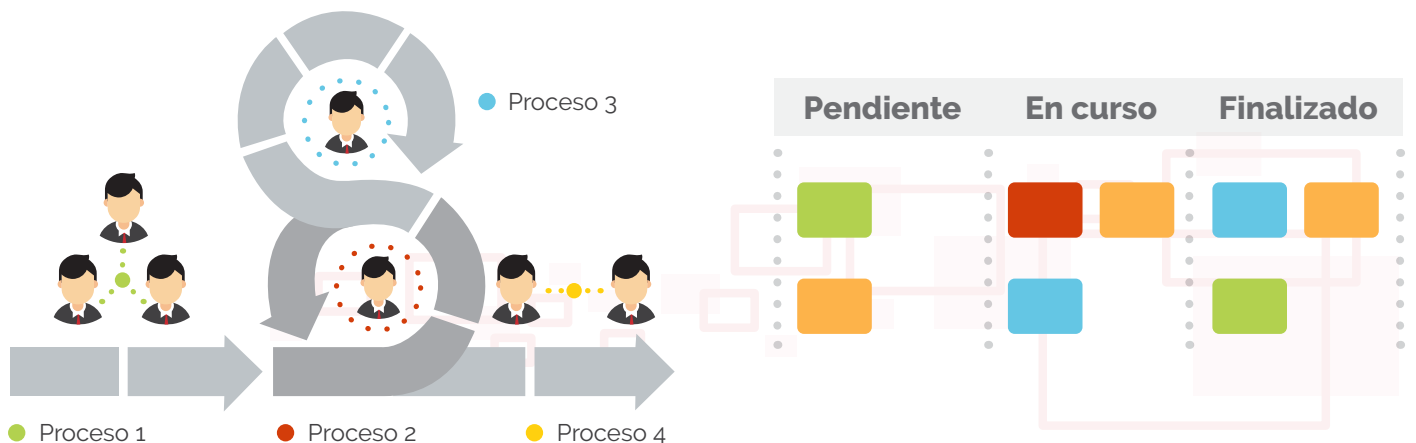 Proceso 3
Proceso 1
Proceso 2
Proceso 4
Pendiente
En curso
Finalizado